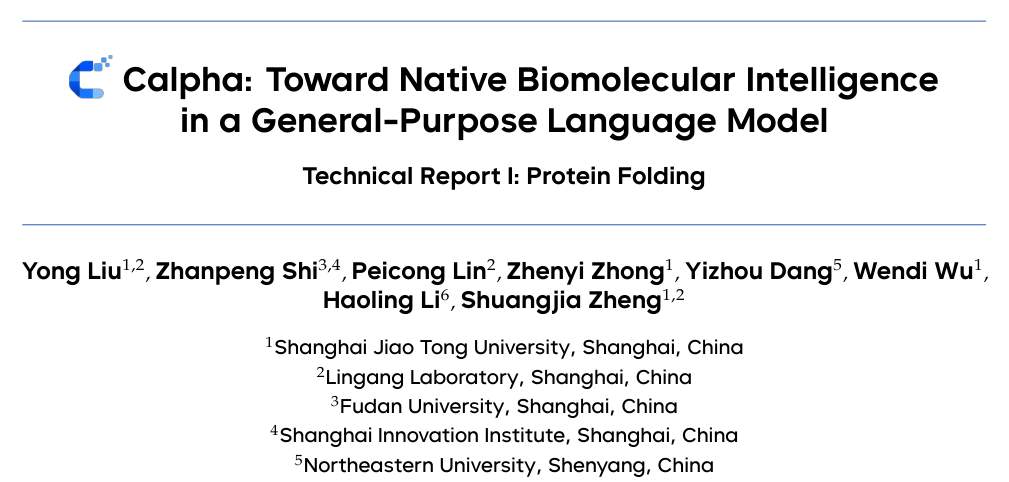 Calpha: Toward Native Biomolecular Intelligence
in a General-Purpose Language Model
Technical Report I: Protein Folding
Yong Liu1,2, Zhanpeng Shi3,4, Peicong Lin2, Zhenyi Zhong1, Yizhou Dang5, Wendi Wu1,
Haoling Li6, Shuangjia Zheng1,2
1Shanghai Jiao Tong University, Shanghai, China
2Lingang Laboratory, Shanghai, China
3Fudan University, Shanghai, China
4Shanghai Innovation Institute, Shanghai, China
5Northeastern University, Shenyang, China